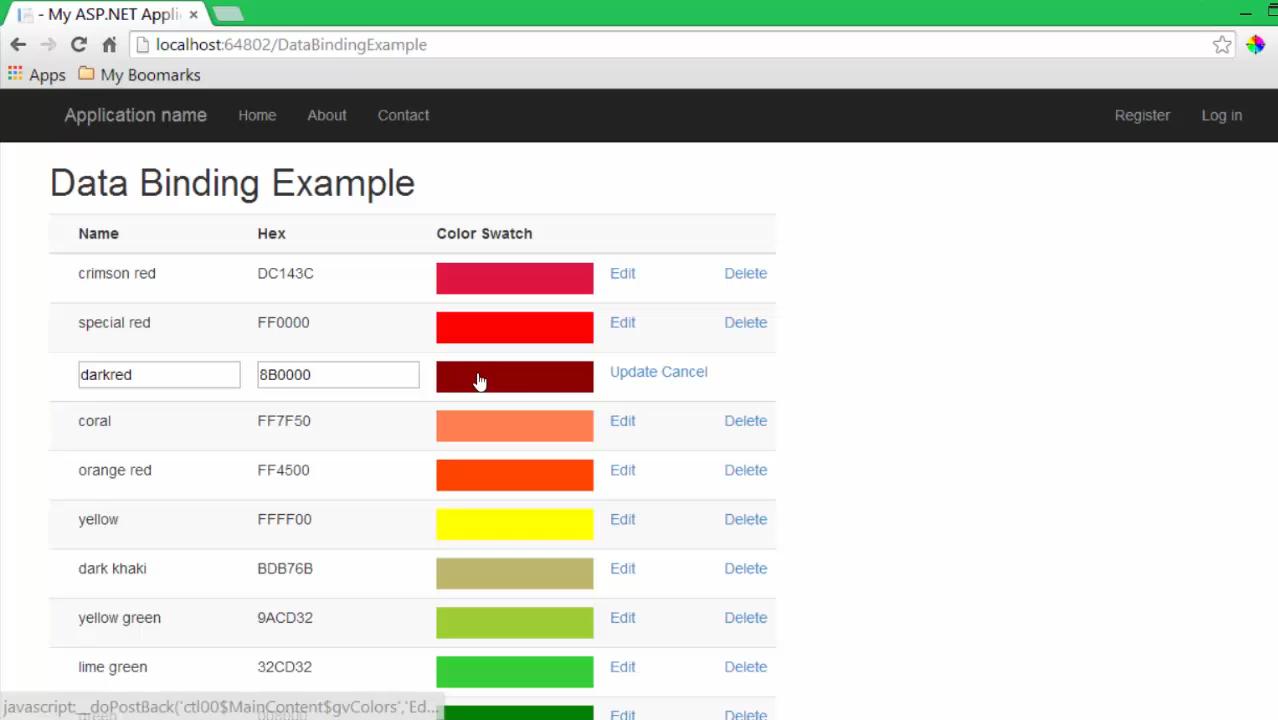 - My ASP.NET Appli
localhost:64802/DataBindingExample
Apps My Boomarks
Application name Home About Contact Register Log in
Data Binding Example
Name Hex Color Swatch
crimson red DC143C Edit Delete
special red FF0000 Edit Delete
darkred 8B0000 Update Cancel
coral FF7F50 Edit Delete
orange red FF4500 Edit Delete
yellow FFFF00 Edit Delete
dark khaki BDB76B Edit Delete
yellow green 9ACD32 Edit Delete
lime green 32CD32 Edit Delete
javascript:__doPostBack('ctl00$MainContent$gvColors','Ed...
Edit Delete